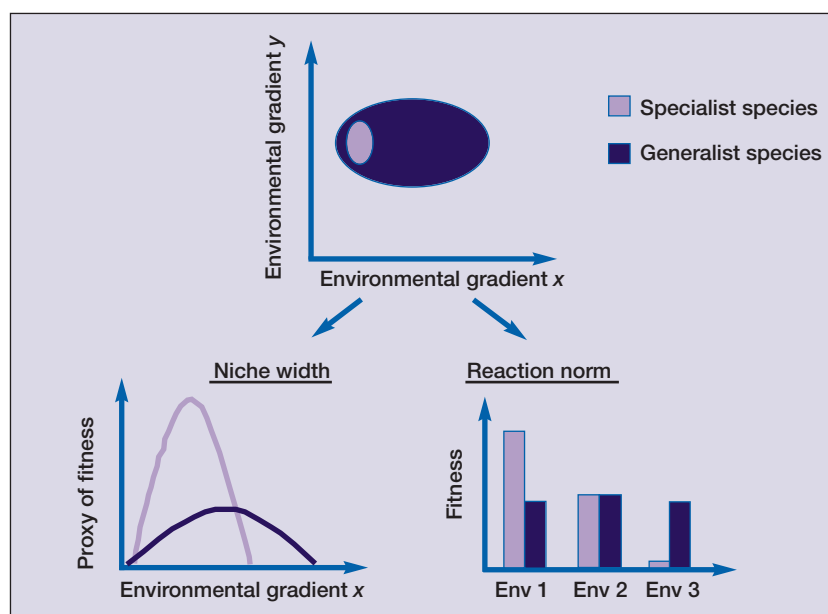 Environmental gradient y
Environmental gradient x
Specialist species
Generalist species
Niche width
Proxy of fitness
Environmental gradient x
Reaction norm
Fitness
Env 1 Env 2 Env 3